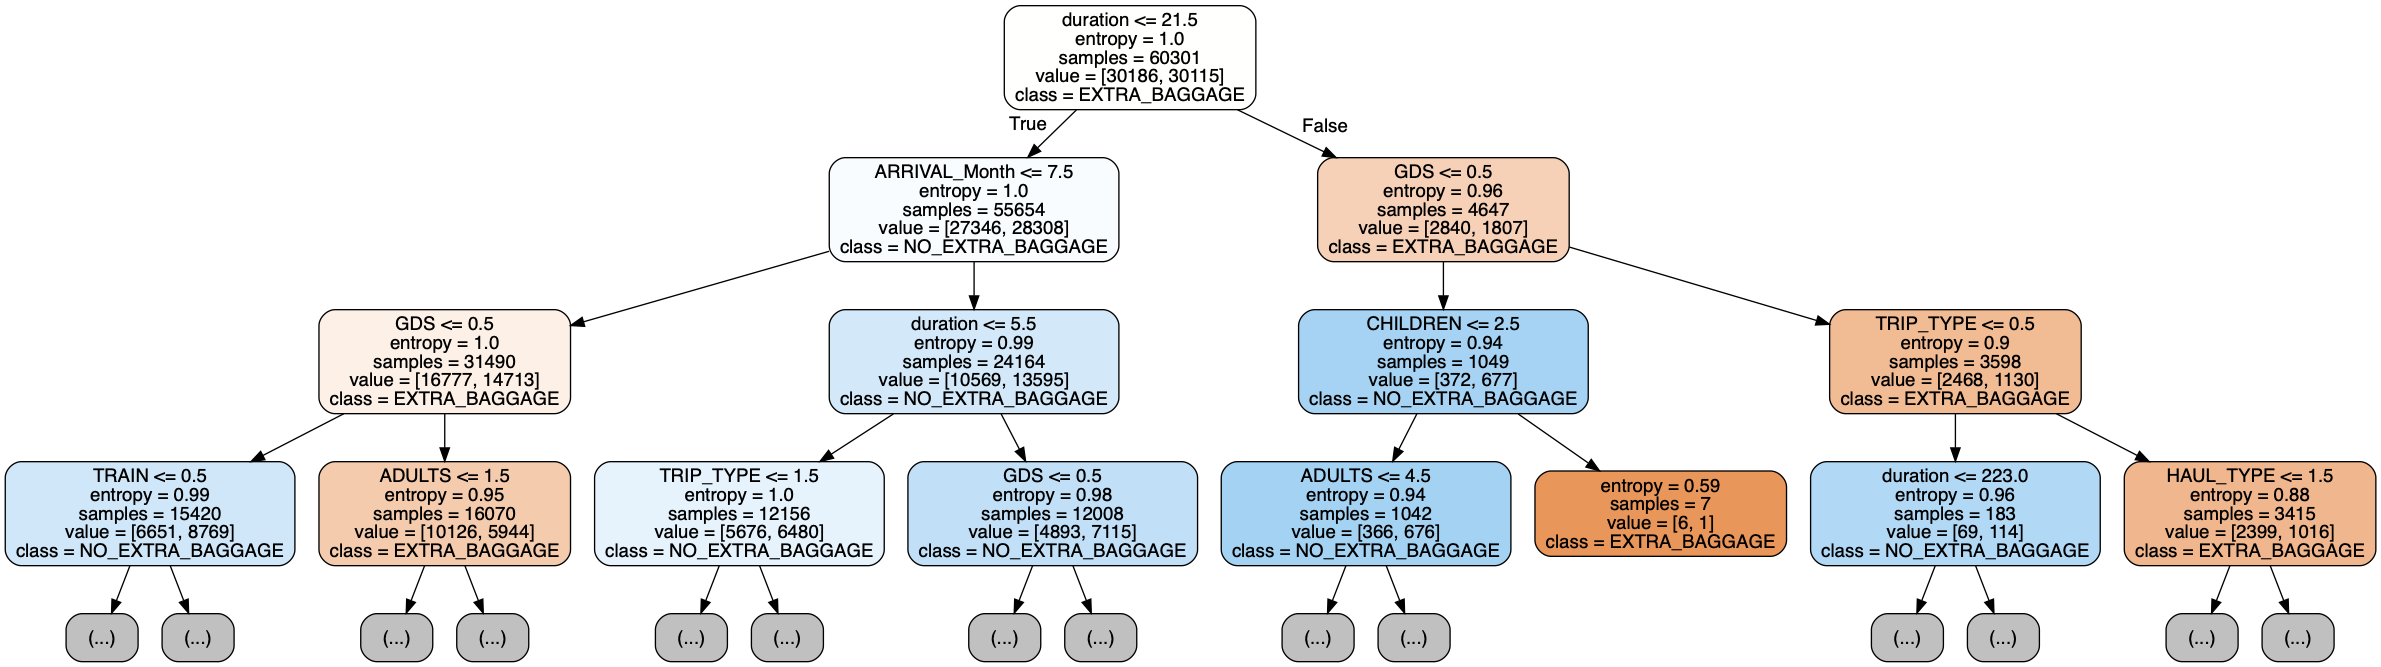 duration <= 21.5
entropy = 1.0
samples = 60301
value = [30186, 30115]
class = EXTRA_BAGGAGE
True
False
ARRIVAL_Month <= 7.5
entropy = 1.0
samples = 55654
value = [27346, 28308]
class = NO_EXTRA_BAGGAGE
GDS <= 0.5
entropy = 0.96
samples = 4647
value = [2840, 1807]
class = EXTRA_BAGGAGE
GDS <= 0.5
entropy = 1.0
samples = 31490
value = [16777, 14713]
class = EXTRA_BAGGAGE
duration <= 5.5
entropy = 0.99
samples = 24164
value = [10569, 13595]
class = NO_EXTRA_BAGGAGE
CHILDREN <= 2.5
entropy = 0.94
samples = 1049
value = [372, 677]
class = NO_EXTRA_BAGGAGE
TRIP_TYPE <= 0.5
entropy = 0.9
samples = 3598
value = [2468, 1130]
class = EXTRA_BAGGAGE
TRAIN <= 0.5
entropy = 0.99
samples = 15420
value = [6651, 8769]
class = NO_EXTRA_BAGGAGE
ADULTS <= 1.5
entropy = 0.95
samples = 16070
value = [10126, 5944]
class = EXTRA_BAGGAGE
TRIP_TYPE <= 1.5
entropy = 1.0
samples = 12156
value = [5676, 6480]
class = NO_EXTRA_BAGGAGE
GDS <= 0.5
entropy = 0.98
samples = 12008
value = [4893, 7115]
class = NO_EXTRA_BAGGAGE
ADULTS <= 4.5
entropy = 0.94
samples = 1042
value = [366, 676]
class = NO_EXTRA_BAGGAGE
entropy = 0.59
samples = 7
value = [6, 1]
class = EXTRA_BAGGAGE
duration <= 223.0
entropy = 0.96
samples = 183
value = [69, 114]
class = NO_EXTRA_BAGGAGE
HAUL_TYPE <= 1.5
entropy = 0.88
samples = 3415
value = [2399, 1016]
class = EXTRA_BAGGAGE
(...)
(...)
(...)
(...)
(...)
(...)
(...)
(...)
(...)
(...)
(...)
(...)
(...)
(...)